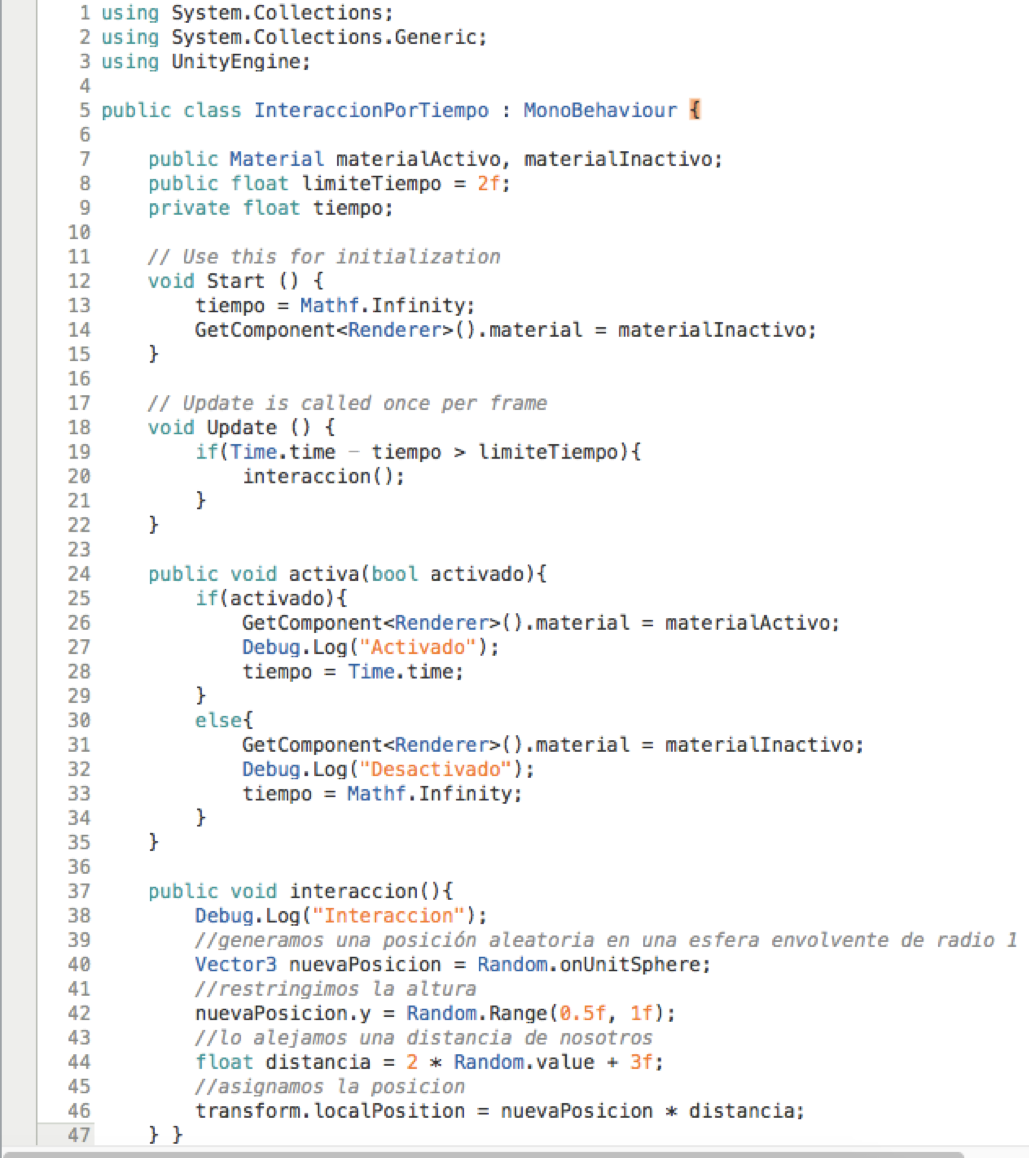 1 using System.Collections;
2 using System.Collections.Generic;
3 using UnityEngine;
4
5 public class InteraccionPorTiempo : MonoBehaviour {
6
7     public Material materialActivo, materialInactivo;
8     public float limiteTiempo = 2f;
9     private float tiempo;
10
11     // Use this for initialization
12     void Start () {
13         tiempo = Mathf.Infinity;
14         GetComponent<Renderer>().material = materialInactivo;
15     }
16
17     // Update is called once per frame
18     void Update () {
19         if(Time.time - tiempo > limiteTiempo){
20             interaccion();
21         }
22     }
23
24     public void activa(bool activado){
25         if(activado){
26             GetComponent<Renderer>().material = materialActivo;
27             Debug.Log("Activado");
28             tiempo = Time.time;
29         }
30         else{
31             GetComponent<Renderer>().material = materialInactivo;
32             Debug.Log("Desactivado");
33             tiempo = Mathf.Infinity;
34         }
35     }
36
37     public void interaccion(){
38         Debug.Log("Interaccion");
39         //generamos una posición aleatoria en una esfera envolvente de radio 1
40         Vector3 nuevaPosicion = Random.onUnitSphere;
41         //restringimos la altura
42         nuevaPosicion.y = Random.Range(0.5f, 1f);
43         //lo alejamos una distancia de nosotros
44         float distancia = 2 * Random.value + 3f;
45         //asignamos la posicion
46         transform.localPosition = nuevaPosicion * distancia;
47     } }